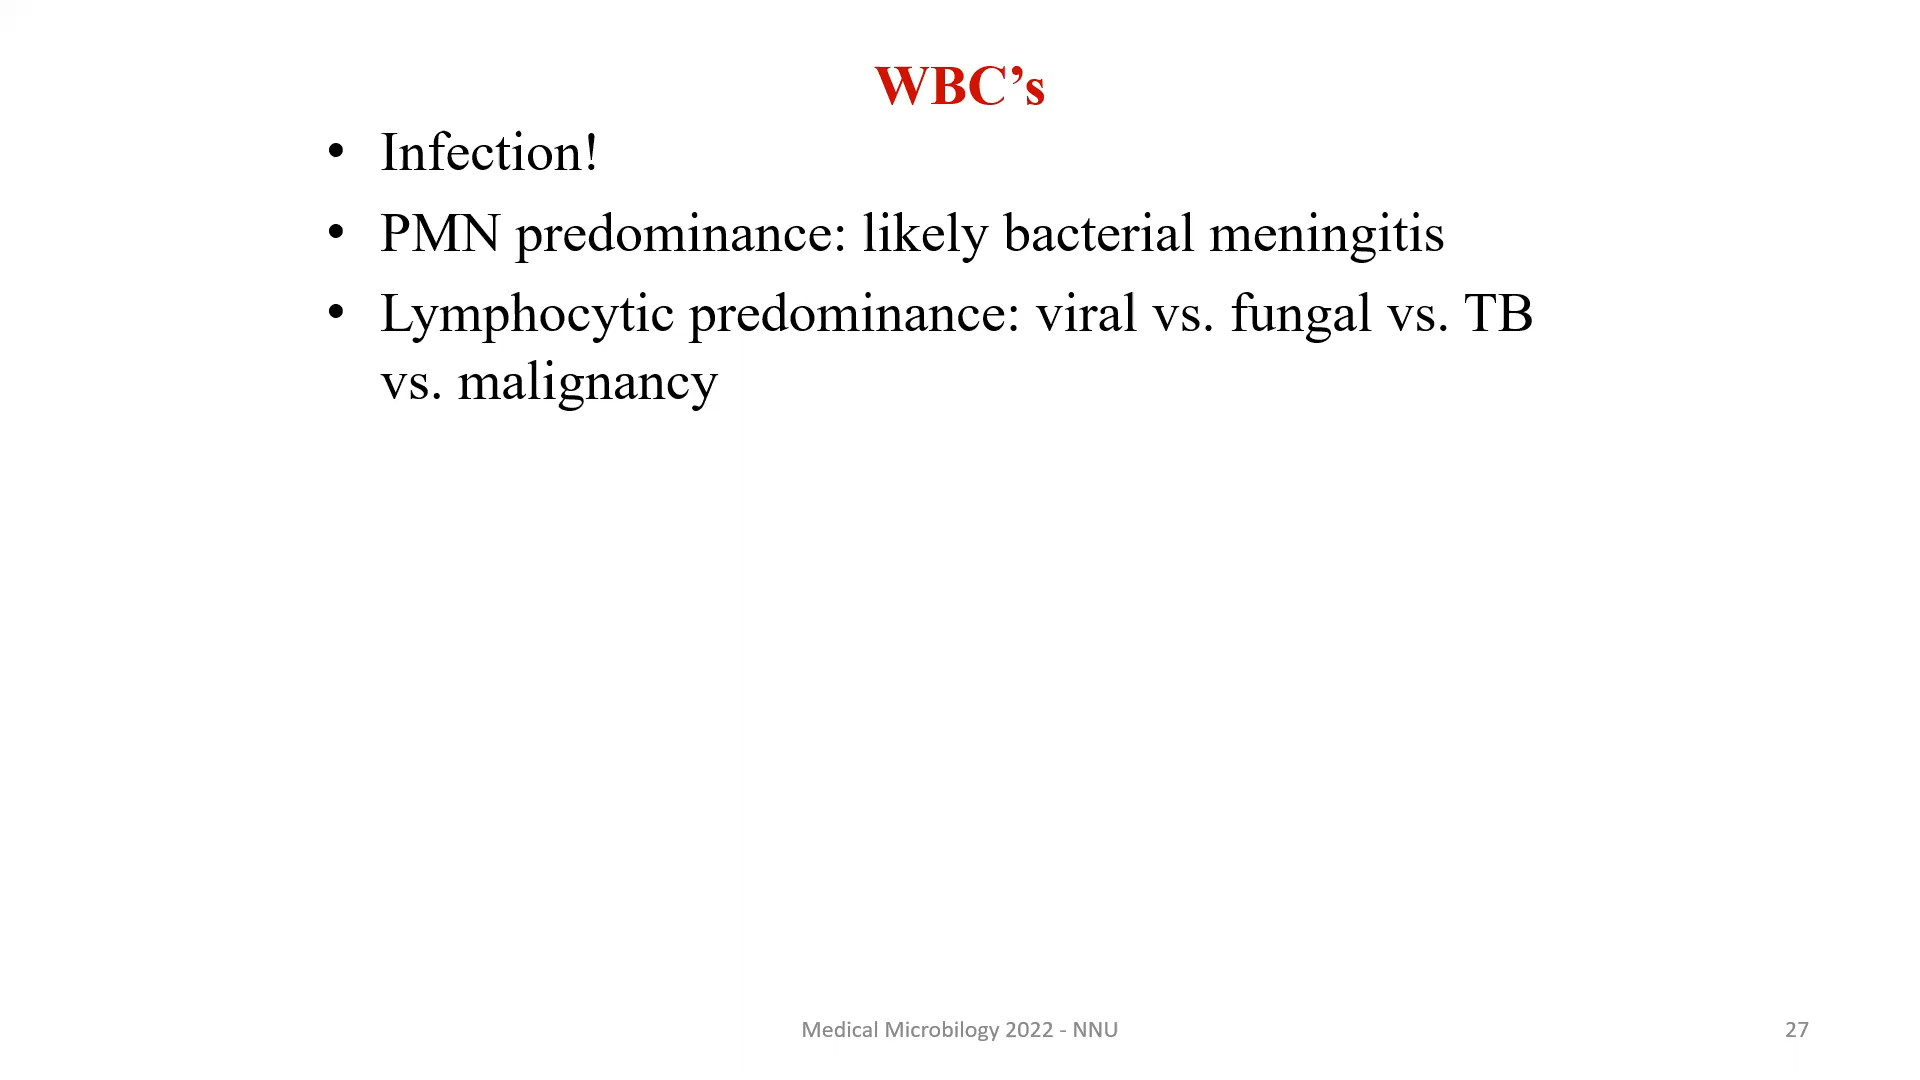 WBC’s
• Infection!
• PMN predominance: likely bacterial meningitis
• Lymphocytic predominance: viral vs. fungal vs. TB
vs. malignancy
Medical Microbilogy 2022 - NNU
27